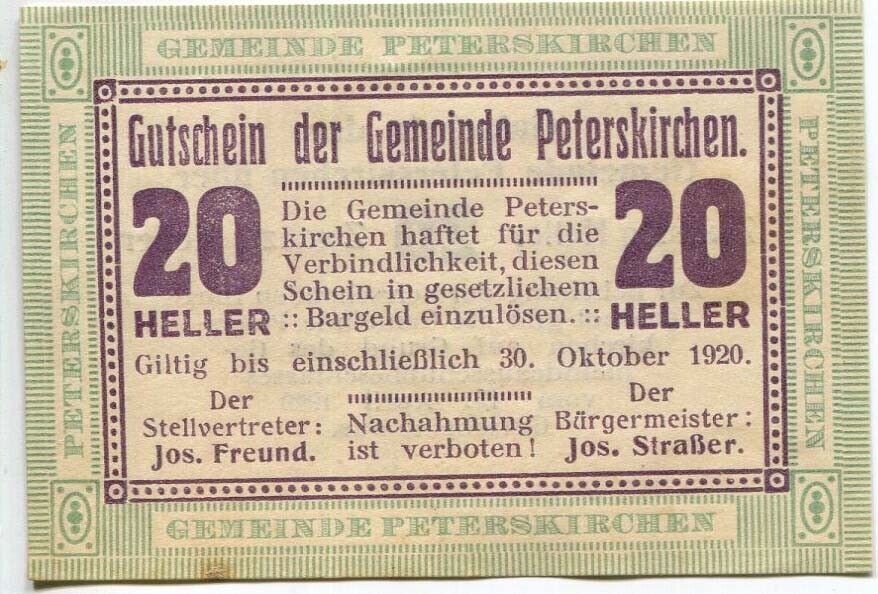 GEMEINDE PETERSKIRCHEN
PETERSKIRCHEN
PETERSKIRCHEN
Gutschein der Gemeinde Peterskirchen.
20
HELLER
Die Gemeinde Peters-
kirchen haftet für die
Verbindlichkeit, diesen
Schein in gesetzlichem
:: Bargeld einzulösen. ::
20
HELLER
Giltig bis einschließlich 30. Oktober 1920.
Der
Stellvertreter:
Jos. Freund.
Nachahmung
ist verboten!
Der
Bürgermeister:
Jos. Straßer.
GEMEINDE PETERSKIRCHEN